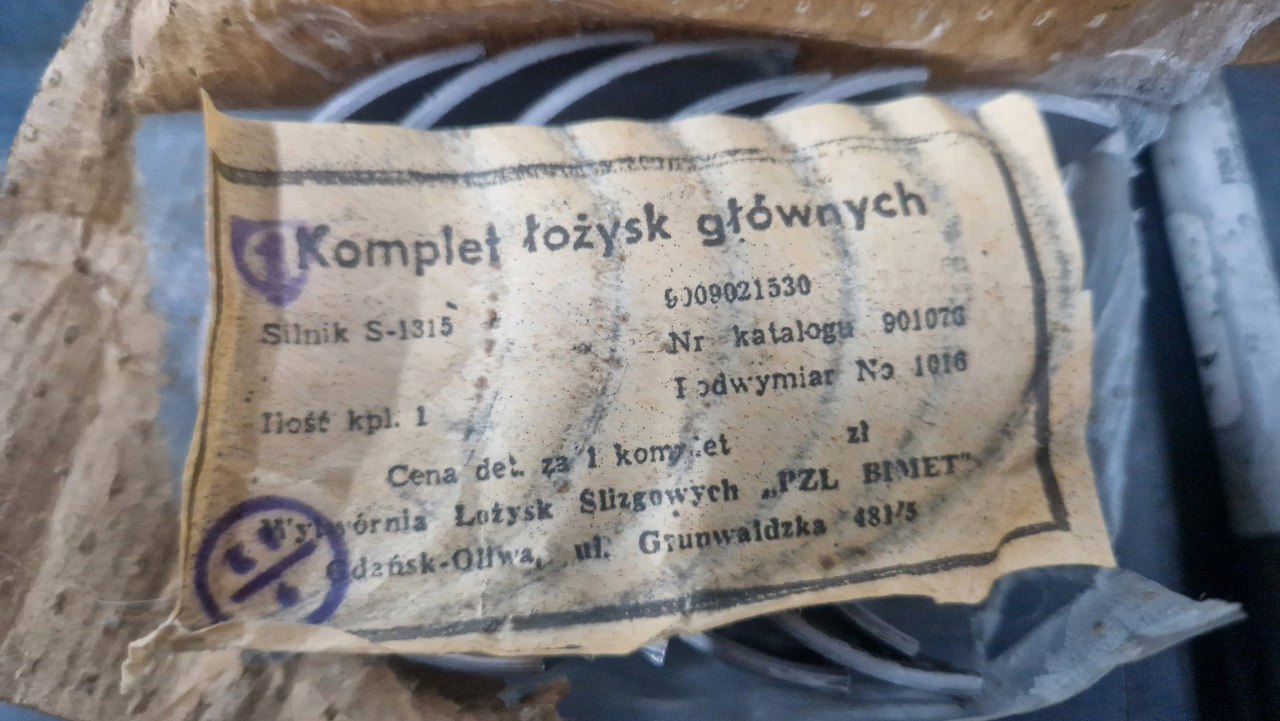 Komplet łożysk głównych
9009021530
Silnik S-1315
Nr katalogu 901076
Podwymiar No 1016
Ilość kpl. 1
Cena det. za 1 komplet zł
Wytwórnia Łożysk Ślizgowych „PZL BIMET"
Gdańsk-Oliwa, ul. Grunwaldzka 481/5